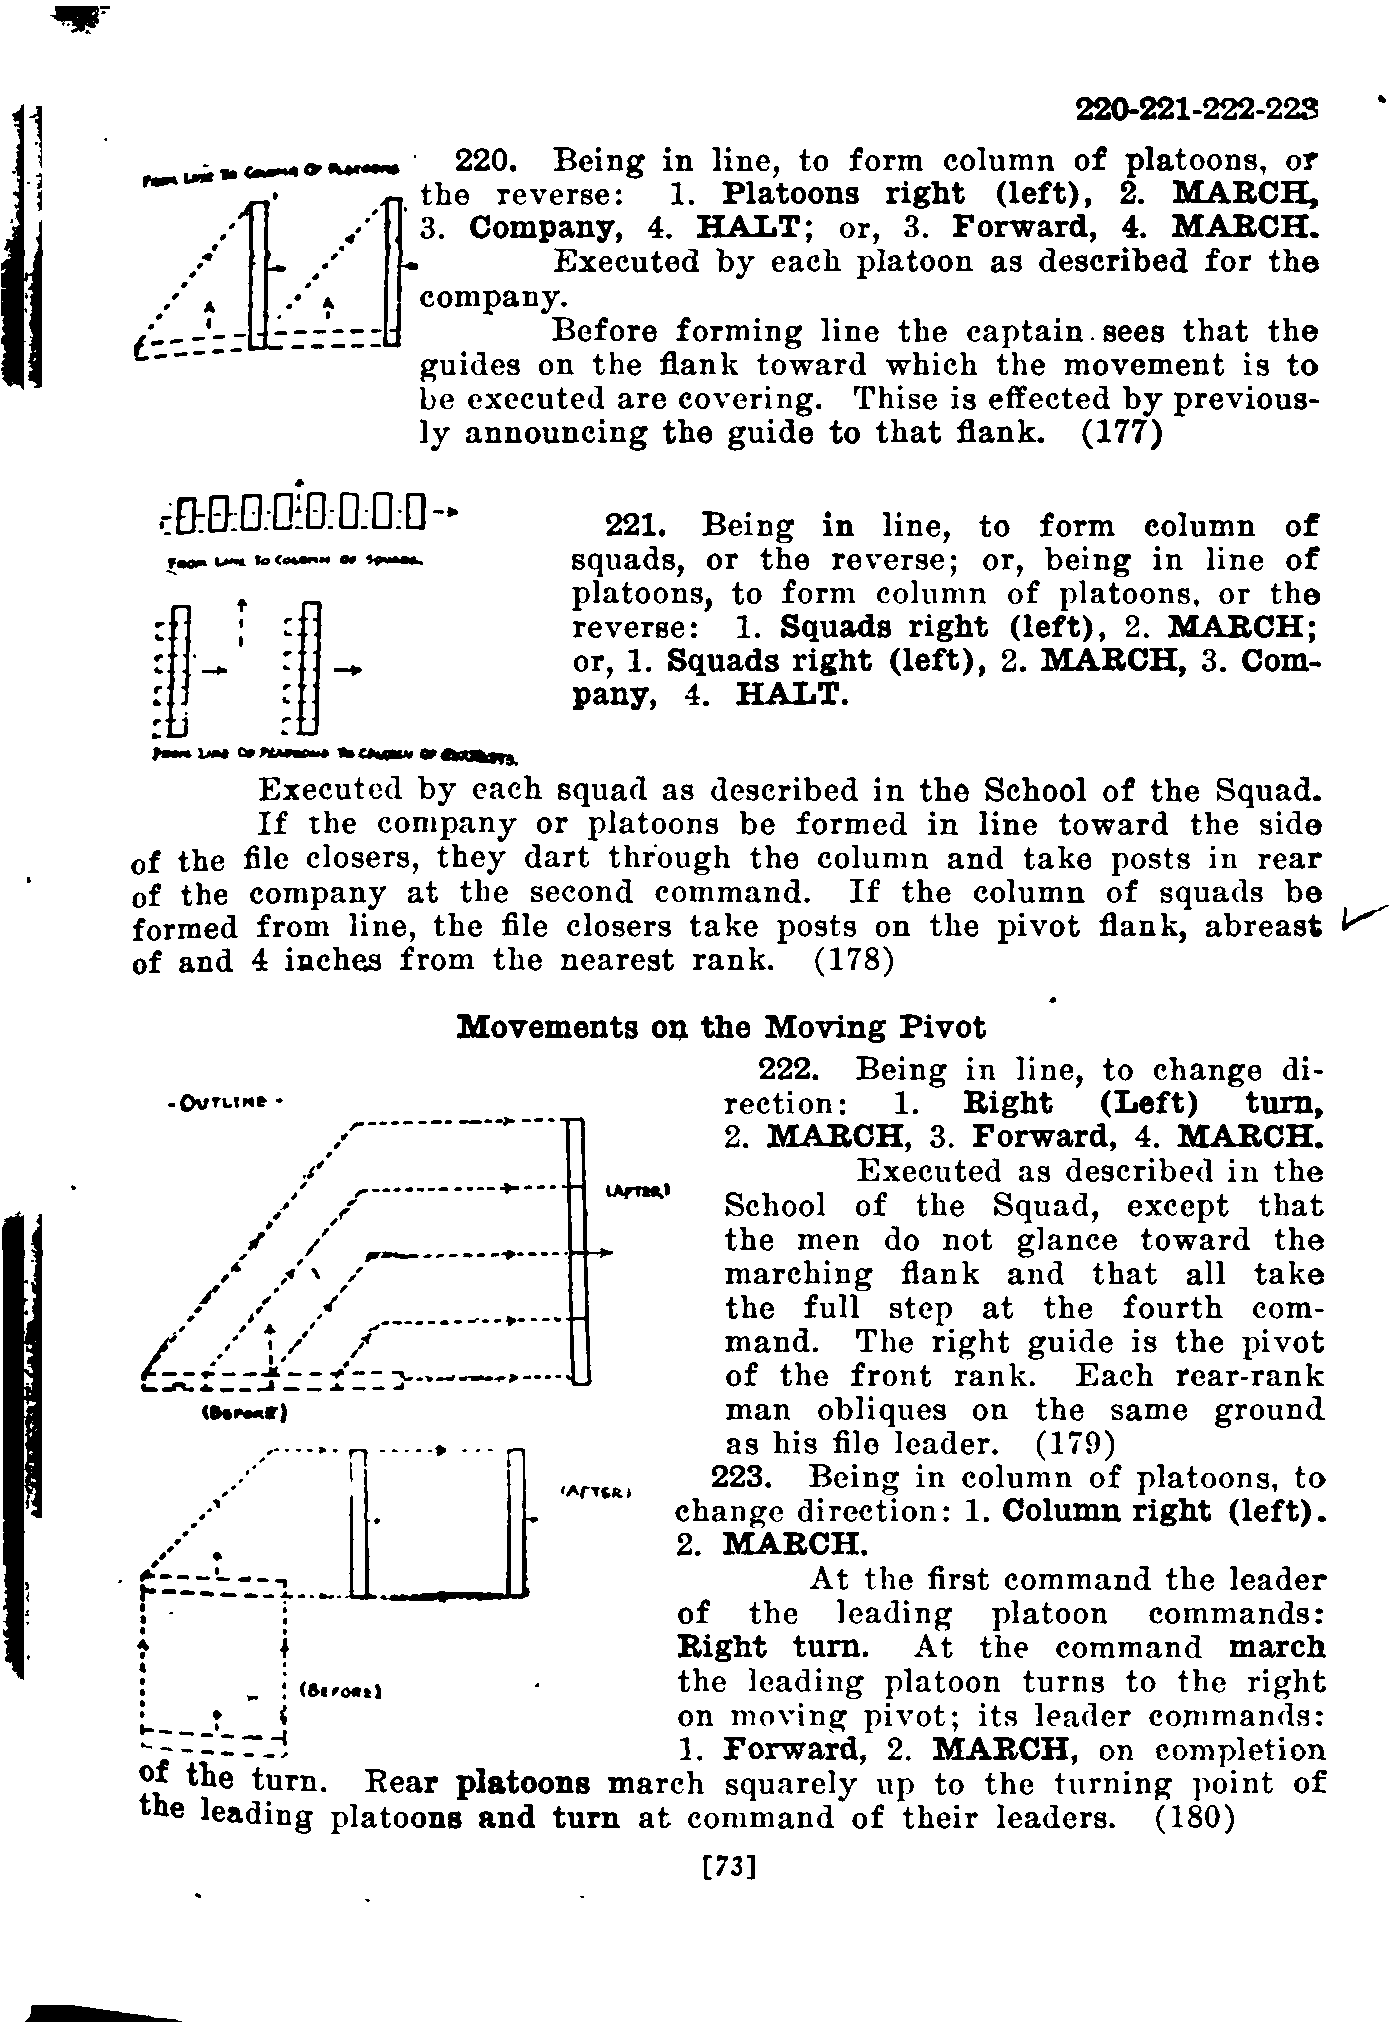 220-221-222-223
FROM LINE TO COLUMN OF PLATOONS
220. Being in line, to form column of platoons, or
the reverse: 1. Platoons right (left), 2. MARCH,
3. Company, 4. HALT; or, 3. Forward, 4. MARCH.
Executed by each platoon as described for the
company.
Before forming line the captain sees that the
guides on the flank toward which the movement is to
be executed are covering. Thise is effected by previous-
ly announcing the guide to that flank. (177)
FROM LINE TO COLUMN OF SQUADS.
FROM LINE OF PLATOONS TO COLUMN OF
221. Being in line, to form column of
squads, or the reverse; or, being in line of
platoons, to form column of platoons, or the
reverse: 1. Squads right (left), 2. MARCH;
or, 1. Squads right (left), 2. MARCH, 3. Com-
pany, 4. HALT.
Executed by each squad as described in the School of the Squad.
If the company or platoons be formed in line toward the side
of the file closers, they dart through the column and take posts in rear
of the company at the second command. If the column of squads be
formed from line, the file closers take posts on the pivot flank, abreast
of and 4 inches from the nearest rank. (178)
Movements on the Moving Pivot
-OUTLINE-
(AFTER)
(BEFORE)
222. Being in line, to change di-
rection: 1. Right (Left) turn,
2. MARCH, 3. Forward, 4. MARCH.
Executed as described in the
School of the Squad, except that
the men do not glance toward the
marching flank and that all take
the full step at the fourth com-
mand. The right guide is the pivot
of the front rank. Each rear-rank
man obliques on the same ground
as his file leader. (179)
(AFTER)
(BEFORE)
223. Being in column of platoons, to
change direction: 1. Column right (left).
2. MARCH.
At the first command the leader
of the leading platoon commands:
Right turn. At the command march
the leading platoon turns to the right
on moving pivot; its leader commands:
1. Forward, 2. MARCH, on completion
of the turn. Rear platoons march squarely up to the turning point of
the leading platoons and turn at command of their leaders. (180)
[73]